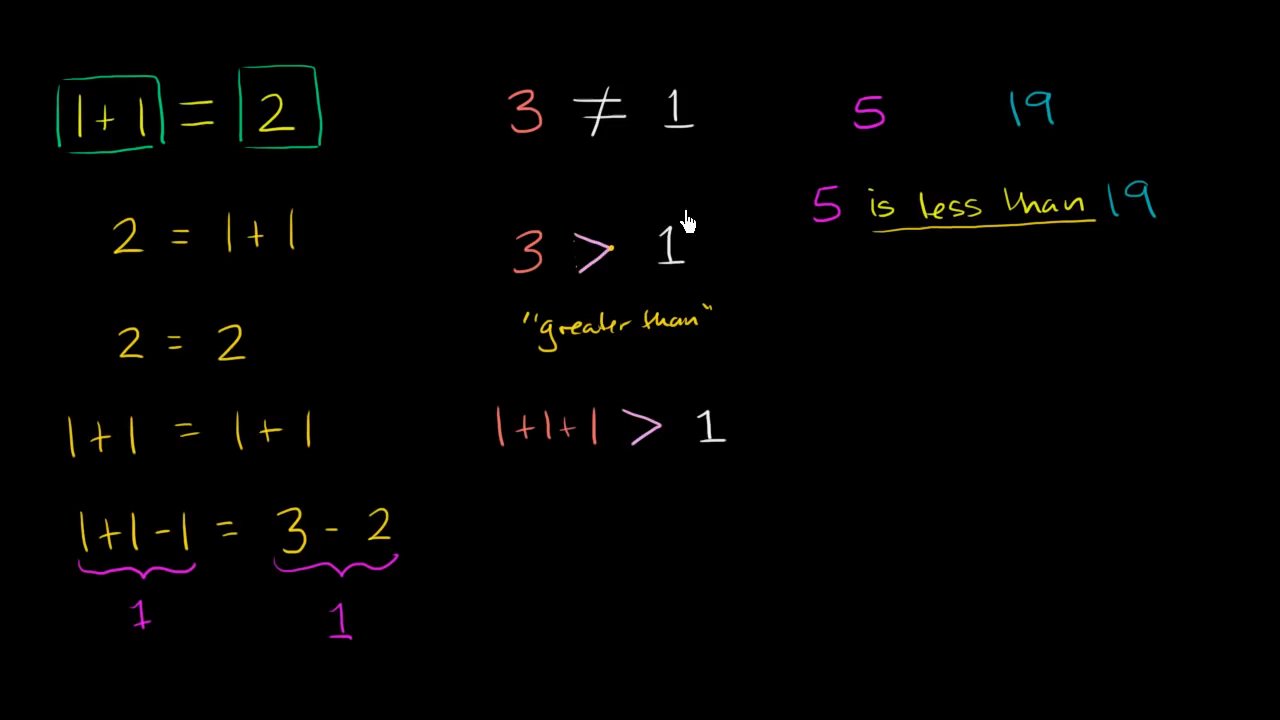 1+1 = 2
2 = 1+1
2 = 2
1+1 = 1+1
1+1-1 = 3-2
1 1
3 ≠ 1
3 > 1
"greater than"
1+1+1 > 1
5 19
5 is less than 19